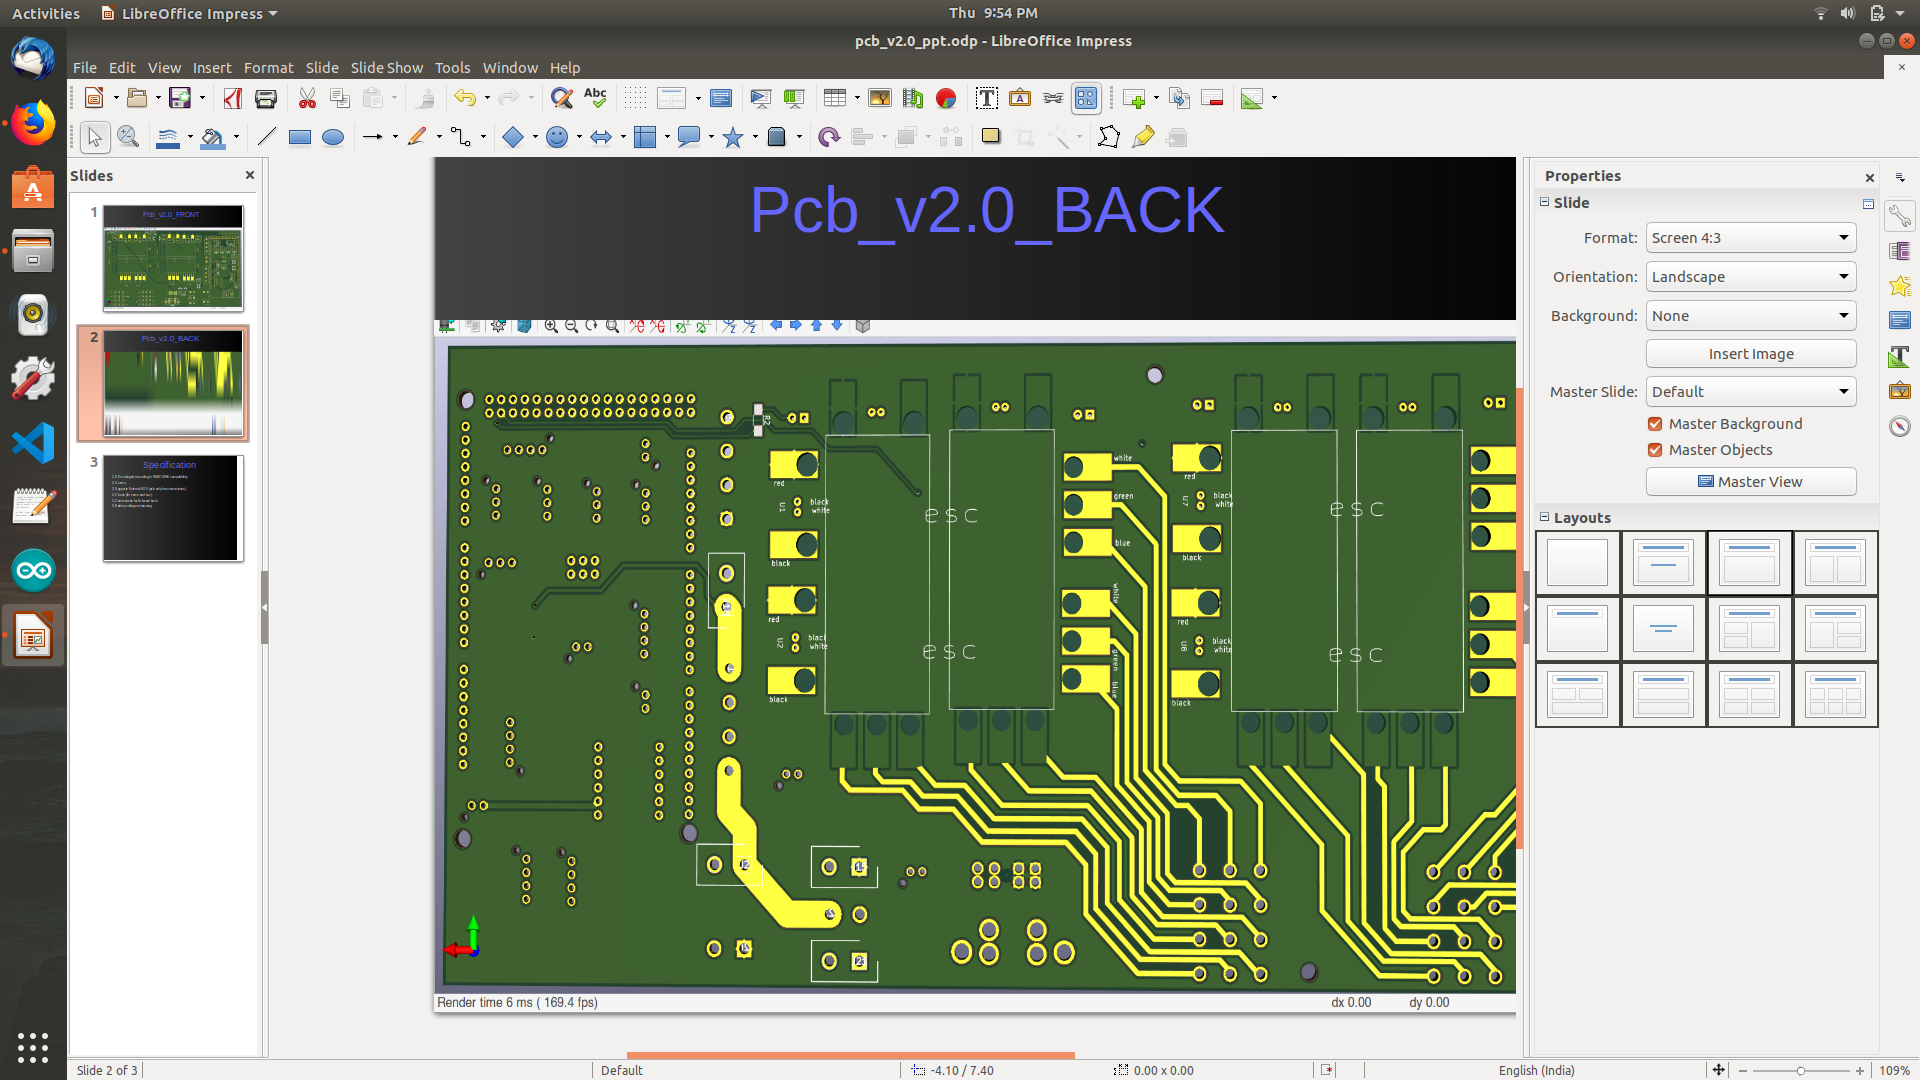 Activities LibreOffice Impress Thu 9:54 PM
pcb_v2.0_ppt.odp - LibreOffice Impress
File Edit View Insert Format Slide Slide Show Tools Window Help
Slides
1
Pcb_v2.0_FRONT
2
Pcb_v2.0_BACK
3
Specification
Pcb_v2.0_BACK
R2
white
red
red
green
U1
black
white
U7
black
white
esc
esc
blue
black
black
white
red
red
U2
black
white
U8
black
white
esc
esc
green
blue
black
black
Render time 6 ms ( 169.4 fps) dx 0.00 dy 0.00
Properties
Slide
Format: Screen 4:3
Orientation: Landscape
Background: None
Insert Image
Master Slide: Default
Master Background
Master Objects
Master View
Layouts
Slide 2 of 3 Default -4.10 / 7.40 0.00 x 0.00 English (India) 109%